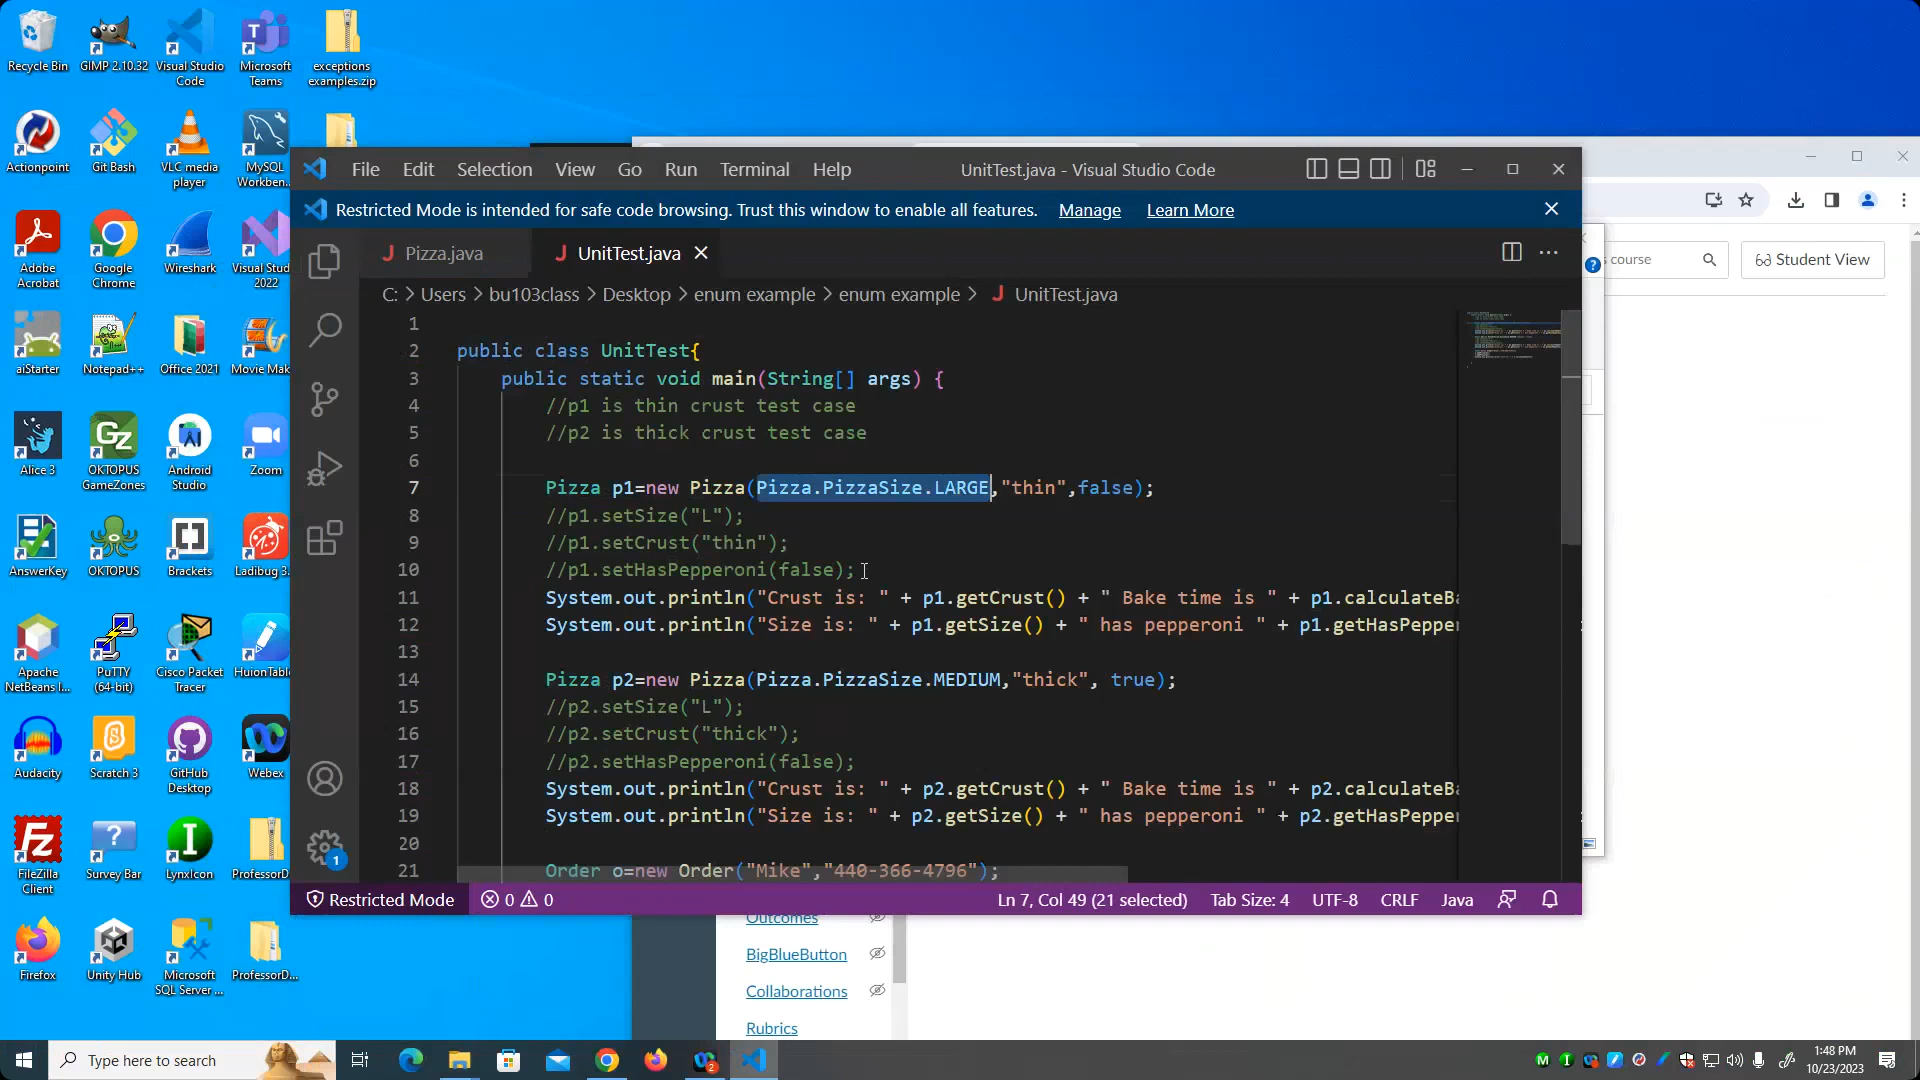 Recycle Bin
GIMP 2.10.32
Visual Studio
Code
Microsoft
Teams
exceptions
examples.zip
Actionpoint
Git Bash
VLC media
player
MySQL
Workben...
Adobe
Acrobat
Google
Chrome
Wireshark
Visual Studi
2022
aiStarter
Notepad++
Office 2021
Movie Mak
Alice 3
OKTOPUS
GameZones
Android
Studio
Zoom
AnswerKey
OKTOPUS
Brackets
Ladibug 3.
Apache
NetBeans I...
PuTTY
(64-bit)
Cisco Packet
Tracer
HuionTabl
Audacity
Scratch 3
GitHub
Desktop
Webex
FileZilla
Client
Survey Bar
LynxIcon
ProfessorD...
Firefox
Unity Hub
Microsoft
SQL Server ...
ProfessorD...
File Edit Selection View Go Run Terminal Help
UnitTest.java - Visual Studio Code
Restricted Mode is intended for safe code browsing. Trust this window to enable all features. Manage Learn More
Pizza.java
UnitTest.java
C: > Users > bu103class > Desktop > enum example > enum example > UnitTest.java
1
2 public class UnitTest{
3 public static void main(String[] args) {
4 //p1 is thin crust test case
5 //p2 is thick crust test case
6
7 Pizza p1=new Pizza(Pizza.PizzaSize.LARGE,"thin",false);
8 //p1.setSize("L");
9 //p1.setCrust("thin");
10 //p1.setHasPepperoni(false);
11 System.out.println("Crust is: " + p1.getCrust() + " Bake time is " + p1.calculateBa
12 System.out.println("Size is: " + p1.getSize() + " has pepperoni " + p1.getHasPepper
13
14 Pizza p2=new Pizza(Pizza.PizzaSize.MEDIUM,"thick", true);
15 //p2.setSize("L");
16 //p2.setCrust("thick");
17 //p2.setHasPepperoni(false);
18 System.out.println("Crust is: " + p2.getCrust() + " Bake time is " + p2.calculateBa
19 System.out.println("Size is: " + p2.getSize() + " has pepperoni " + p2.getHasPepper
20
21 Order o=new Order("Mike","440-366-4796");
1
Restricted Mode
0 0
Ln 7, Col 49 (21 selected)
Tab Size: 4
UTF-8
CRLF
Java
course
Student View
Outcomes
BigBlueButton
Collaborations
Rubrics
Type here to search
2
1:48 PM
10/23/2023